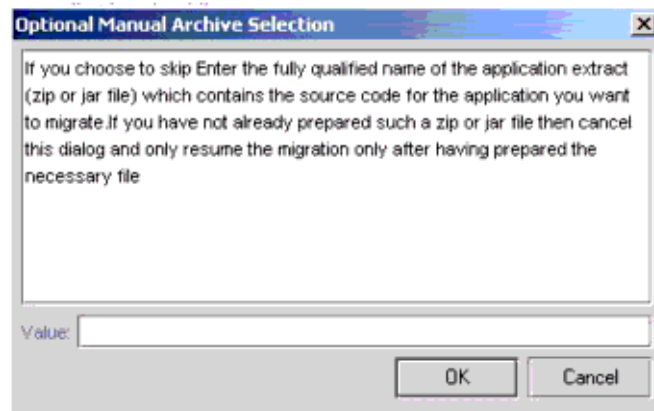 Optional Manual Archive Selection
If you choose to skip Enter the fully qualified name of the application extract
(zip or jar file) which contains the source code for the application you want
to migrate.If you have not already prepared such a zip or jar file then cancel
this dialog and only resume the migration only after having prepared the
necessary file
Value:
OK Cancel